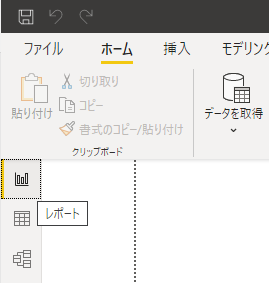 ファイル ホーム 挿入 モデリング
切り取り
コピー
貼り付け
書式のコピー/貼り付け
データを取得
クリップボード
レポート